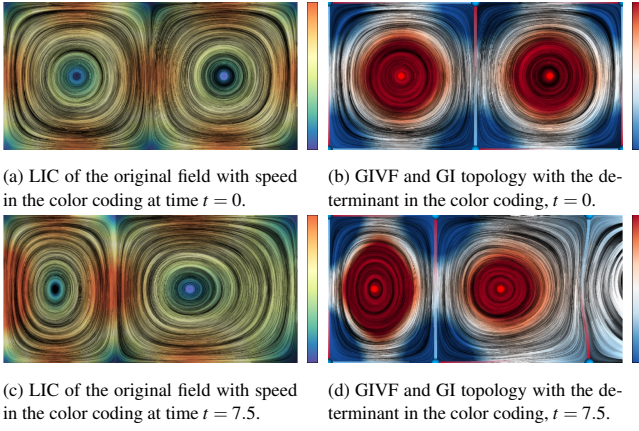 (a) LIC of the original field with speed
in the color coding at time t = 0.
(b) GIVF and GI topology with the de-
terminant in the color coding, t = 0.
(c) LIC of the original field with speed
in the color coding at time t = 7.5.
(d) GIVF and GI topology with the de-
terminant in the color coding, t = 7.5.